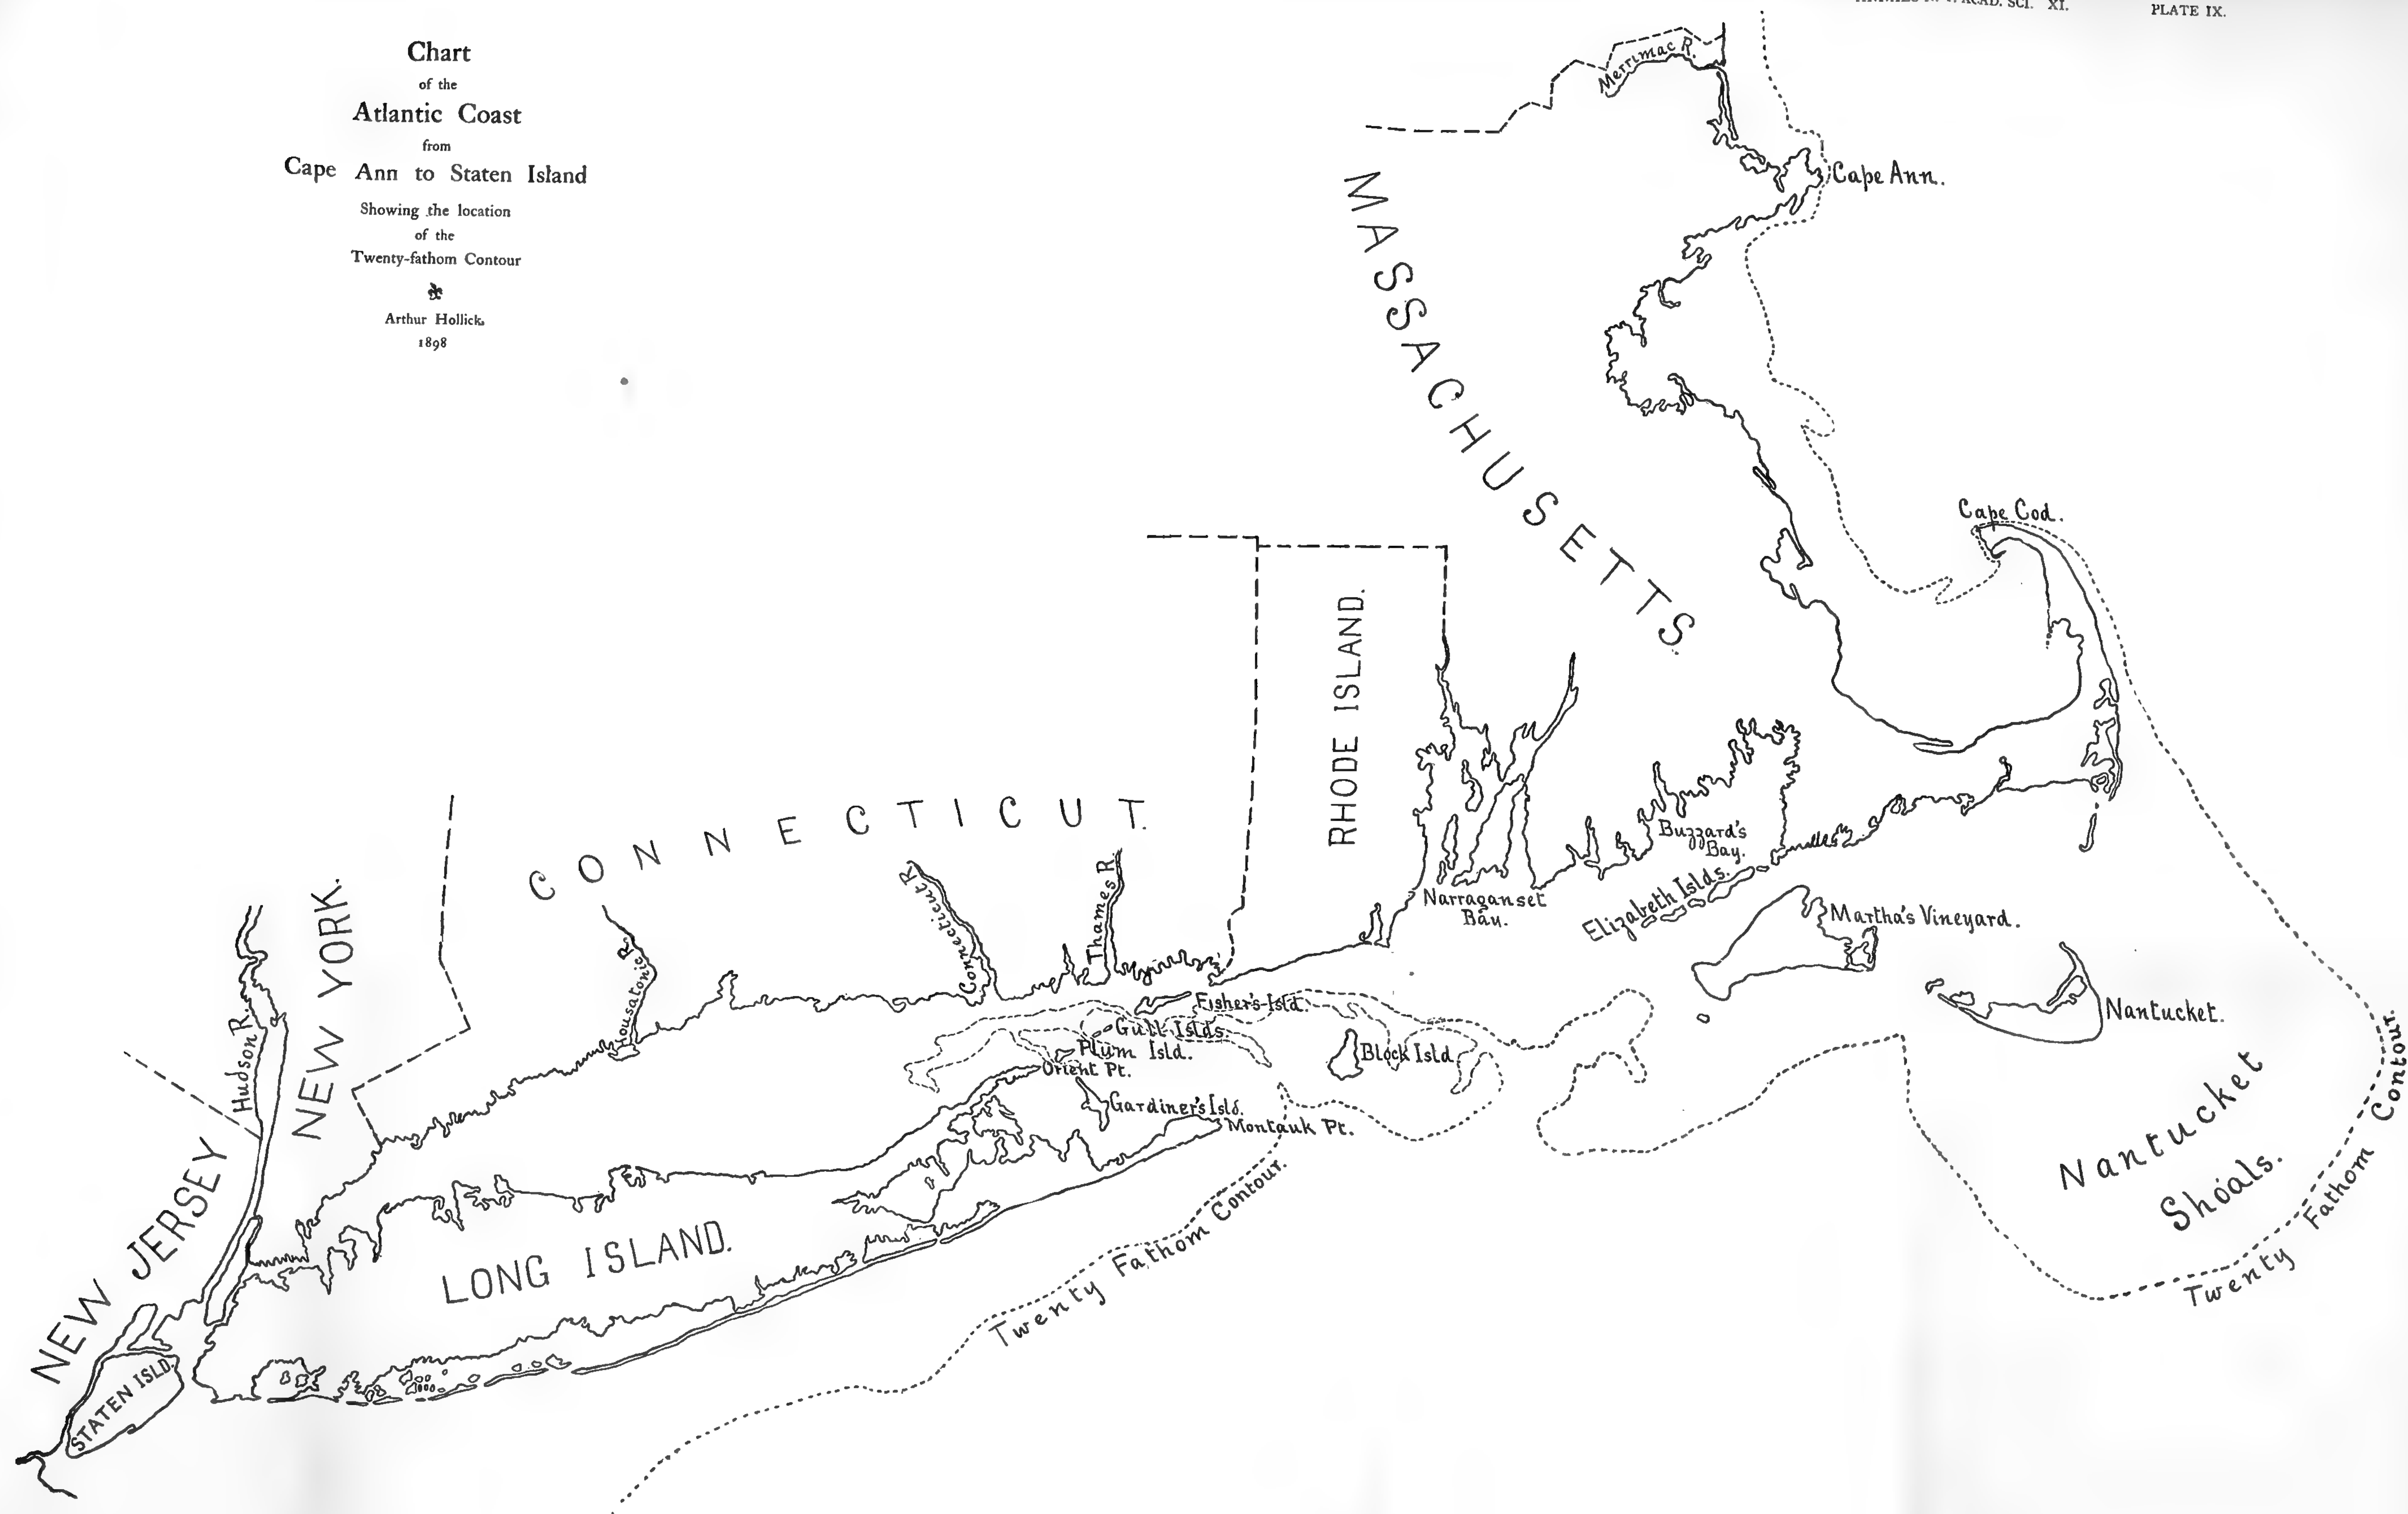 ACAD. SCI. XI.
PLATE IX.
Chart
of the
Atlantic Coast
from
Cape Ann to Staten Island
Showing the location
of the
Twenty-fathom Contour
Arthur Hollick.
1898
Merrimac R.
Cape Ann.
MASSACHUSETTS.
Cape Cod.
RHODE ISLAND.
CONNECTICUT.
NEW YORK.
Hudson R.
Housatonic R.
Connecticut R.
Thames R.
Narraganset
Bay.
Buzzard's
Bay.
Elizabeth Islds.
Martha's Vineyard.
Nantucket.
Fisher's Isld.
Gull Islds.
Plum Isld.
Orient Pt.
Block Isld.
Gardiner's Isld.
Montauk Pt.
Nantucket
Shoals.
Twenty Fathom Contour.
Twenty Fathom Contour.
LONG ISLAND.
NEW JERSEY
STATEN ISLD.